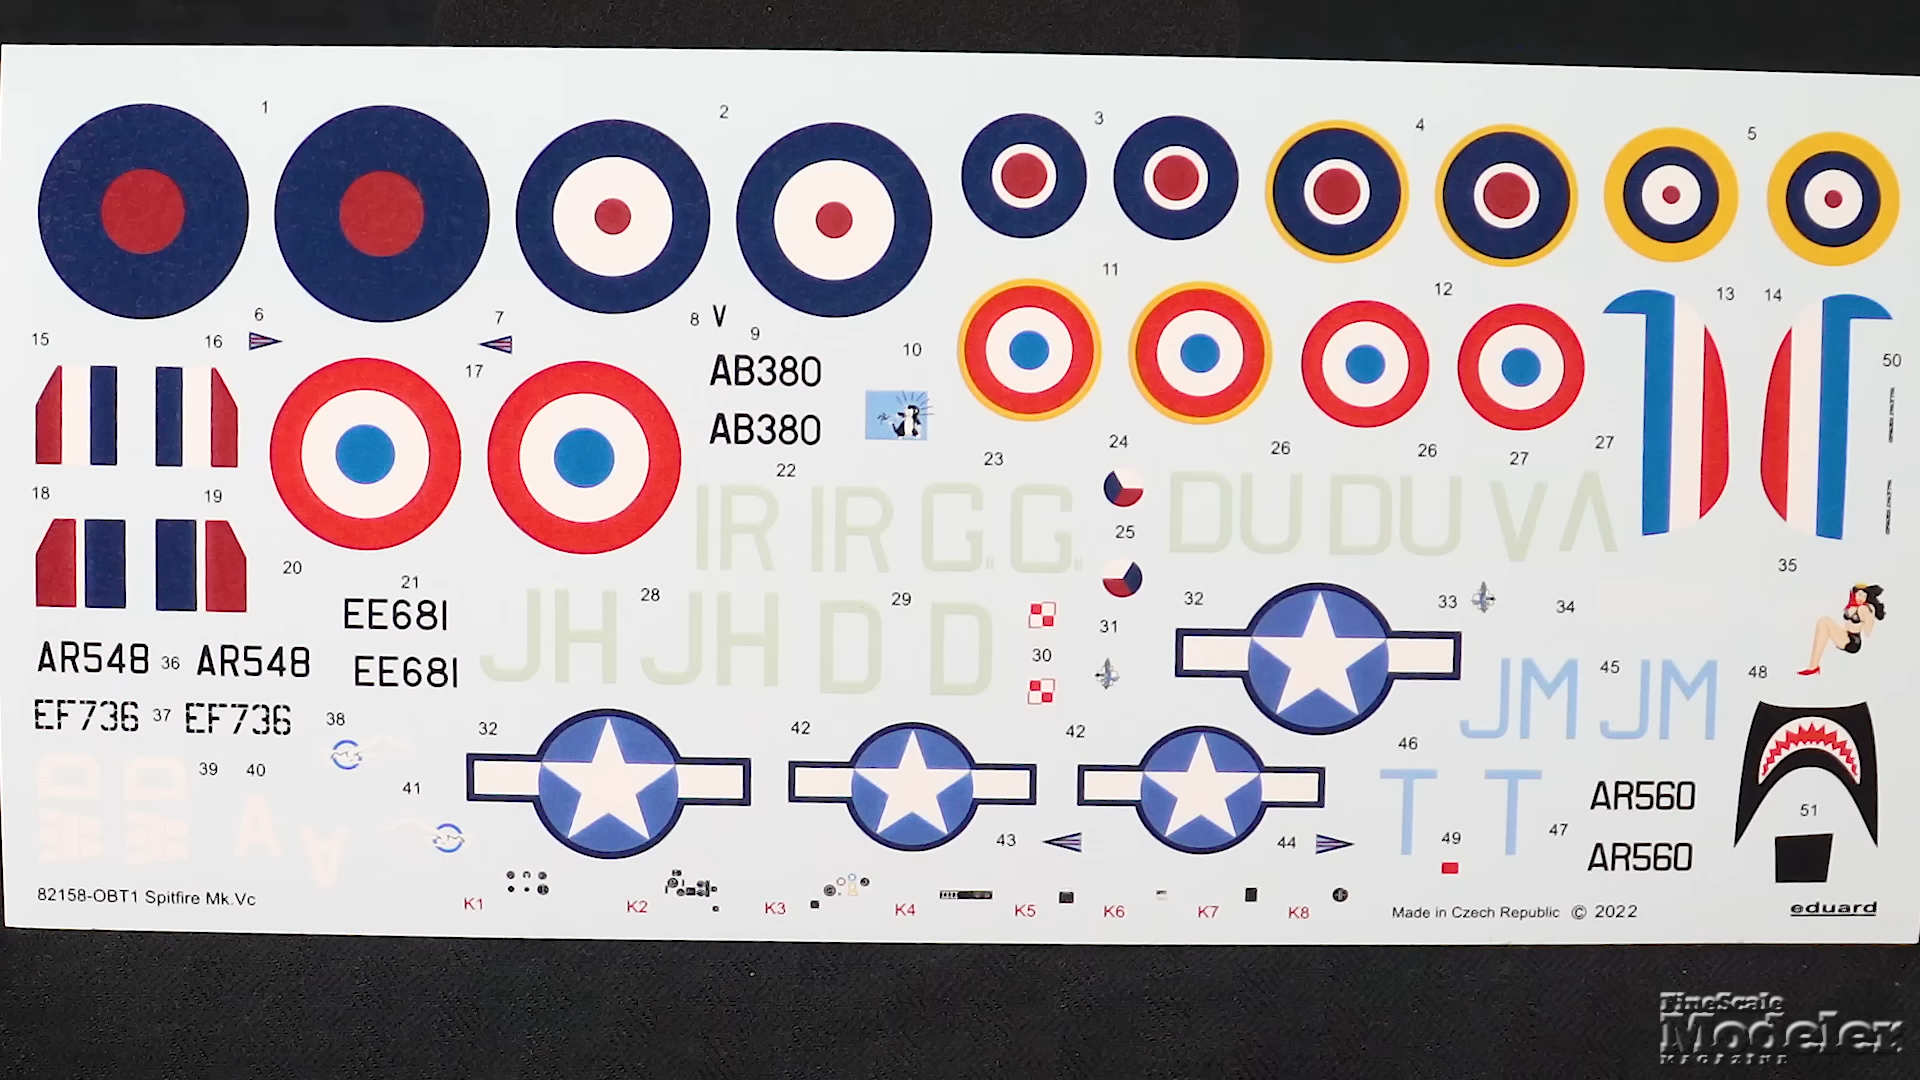 1
2
3
4
5
6
7
8
V
9
10
11
12
13
14
15
16
17
50
AB380
AB380
18
19
22
23
24
26
26
27
27
IR IR G G
25
DU DU V V
20
21
28
29
EE681
EE681
JH JH D D
30
31
32
33
34
35
AR548 36 AR548
EF736 37 EF736
38
32
42
42
45
JM JM
48
39
40
41
D D
A A
43
44
46
T T
47
49
AR560
AR560
51
82158-OBT1 Spitfire Mk.Vc
K1
K2
K3
K4
K5
K6
K7
K8
Made in Czech Republic © 2022
eduard
FineScale
Modeler
MAGAZINE